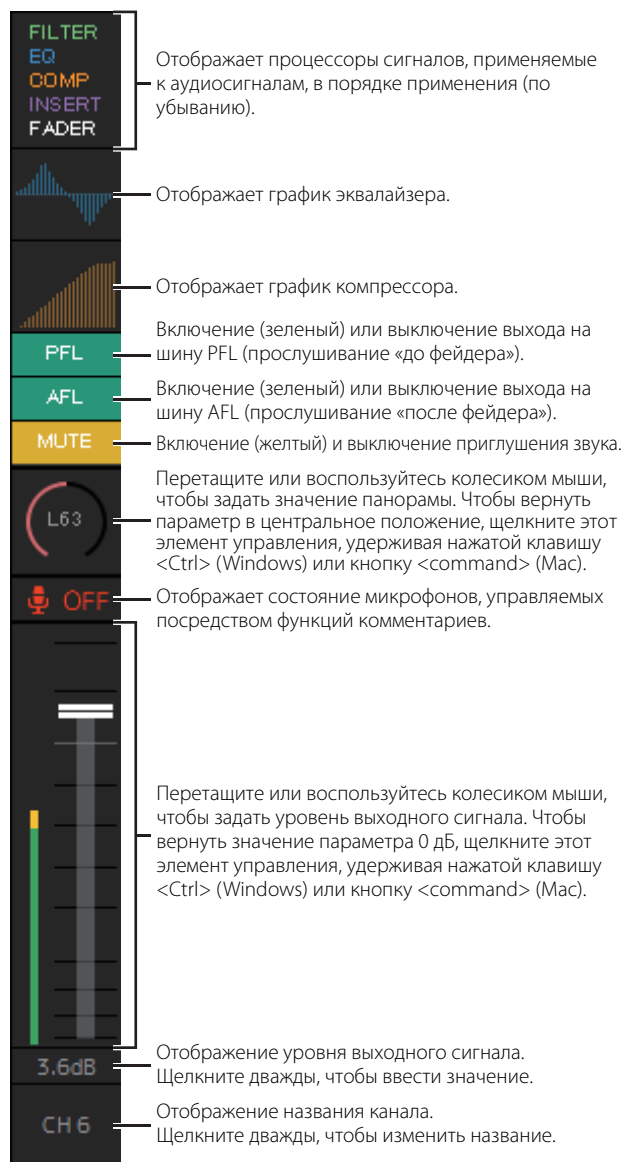 FILTER
EQ
COMP
INSERT
FADER
Отображает процессоры сигналов, применяемые
к аудиосигналам, в порядке применения (по
убыванию).
Отображает график эквалайзера.
Отображает график компрессора.
PFL
Включение (зеленый) или выключение выхода на
шину PFL (прослушивание «до фейдера»).
AFL
Включение (зеленый) или выключение выхода на
шину AFL (прослушивание «после фейдера»).
MUTE
Включение (желтый) и выключение приглушения звука.
L63
Перетащите или воспользуйтесь колесиком мыши,
чтобы задать значение панорамы. Чтобы вернуть
параметр в центральное положение, щелкните этот
элемент управления, удерживая нажатой клавишу
<Ctrl> (Windows) или кнопку <command> (Mac).
OFF
Отображает состояние микрофонов, управляемых
посредством функций комментариев.
Перетащите или воспользуйтесь колесиком мыши,
чтобы задать уровень выходного сигнала. Чтобы
вернуть значение параметра 0 дБ, щелкните этот
элемент управления, удерживая нажатой клавишу
<Ctrl> (Windows) или кнопку <command> (Mac).
3.6dB
Отображение уровня выходного сигнала.
Щелкните дважды, чтобы ввести значение.
CH 6
Отображение названия канала.
Щелкните дважды, чтобы изменить название.